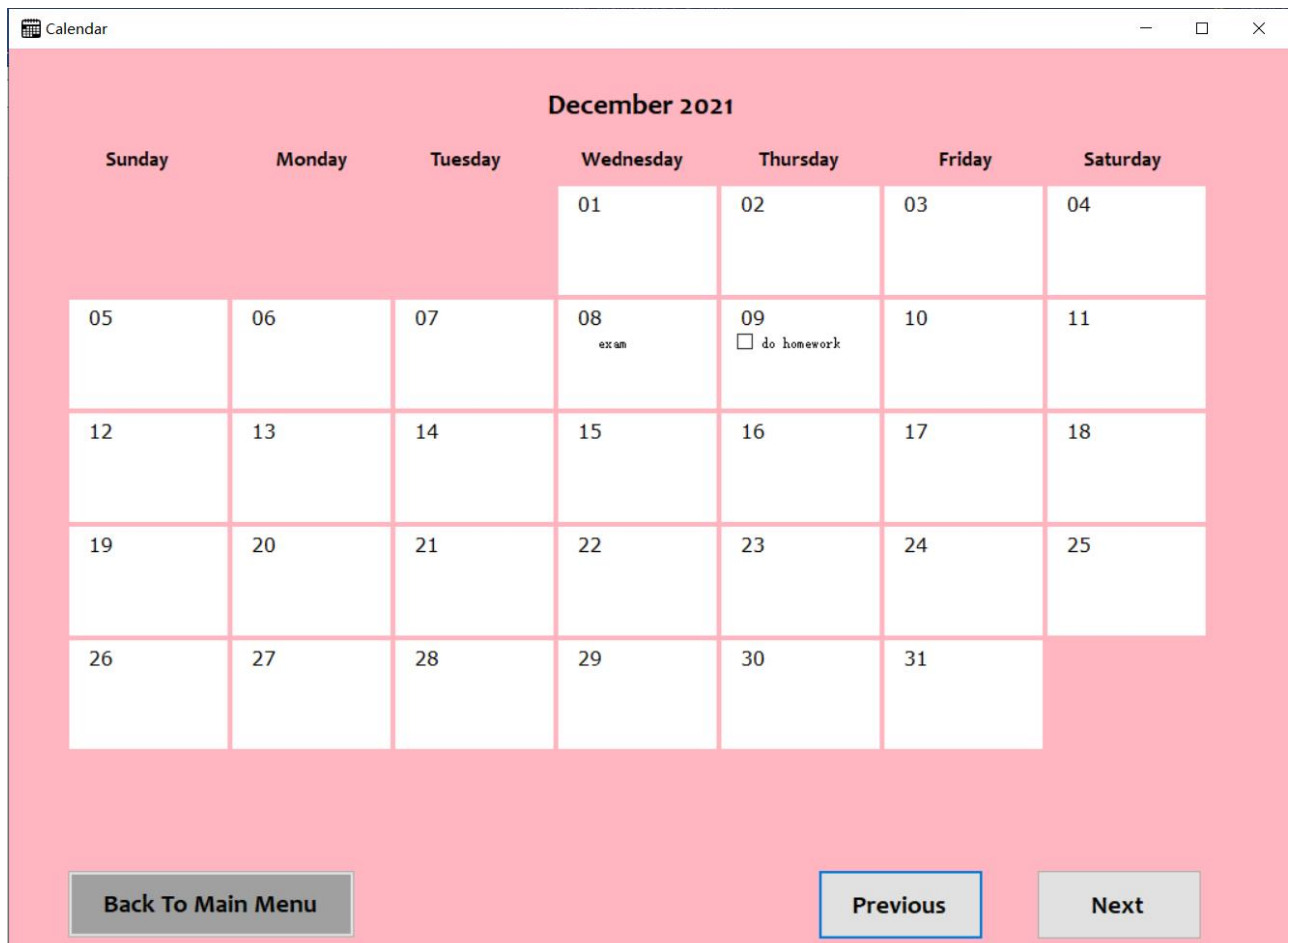 Calendar
December 2021
Sunday Monday Tuesday Wednesday Thursday Friday Saturday
01 02 03 04
05 06 07 08 09 10 11
exam do homework
12 13 14 15 16 17 18
19 20 21 22 23 24 25
26 27 28 29 30 31
Back To Main Menu Previous Next